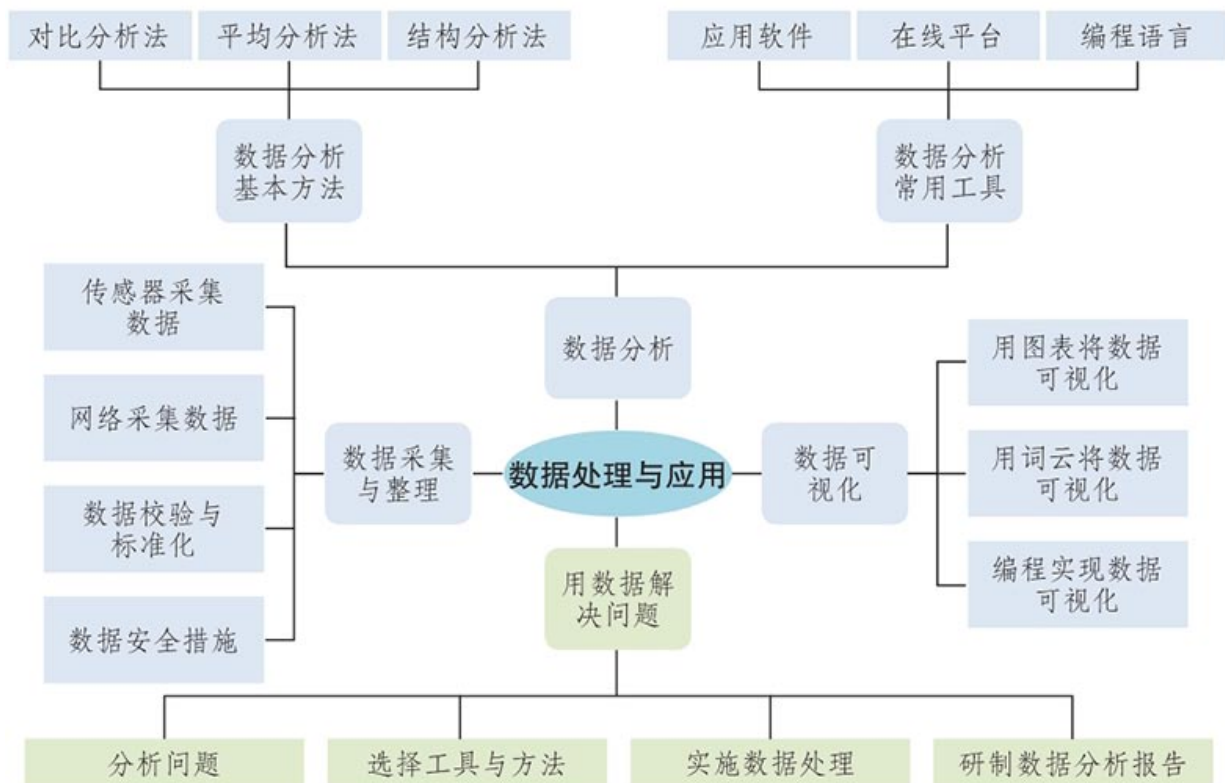 对比分析法
平均分析法
结构分析法
应用软件
在线平台
编程语言
数据分析
基本方法
数据分析
常用工具
传感器采集
数据
网络采集数据
数据校验与
标准化
数据安全措施
数据采集
与整理
数据分析
数据处理与应用
数据可
视化
用图表将数据
可视化
用词云将数据
可视化
编程实现数据
可视化
用数据解
决问题
分析问题
选择工具与方法
实施数据处理
研制数据分析报告